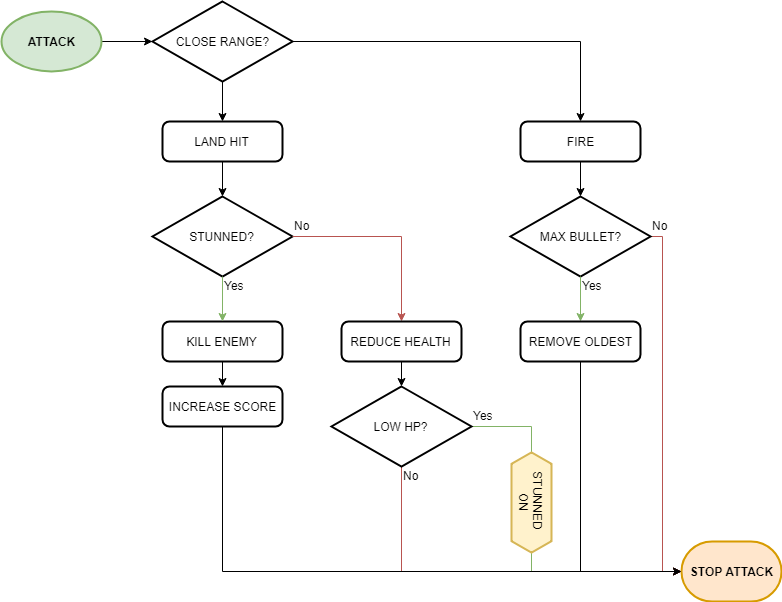 ATTACK
CLOSE RANGE?
LAND HIT
FIRE
STUNNED?
No
MAX BULLET?
No
Yes
Yes
KILL ENEMY
REDUCE HEALTH
REMOVE OLDEST
INCREASE SCORE
LOW HP?
Yes
No
STUNNED
ON
STOP ATTACK